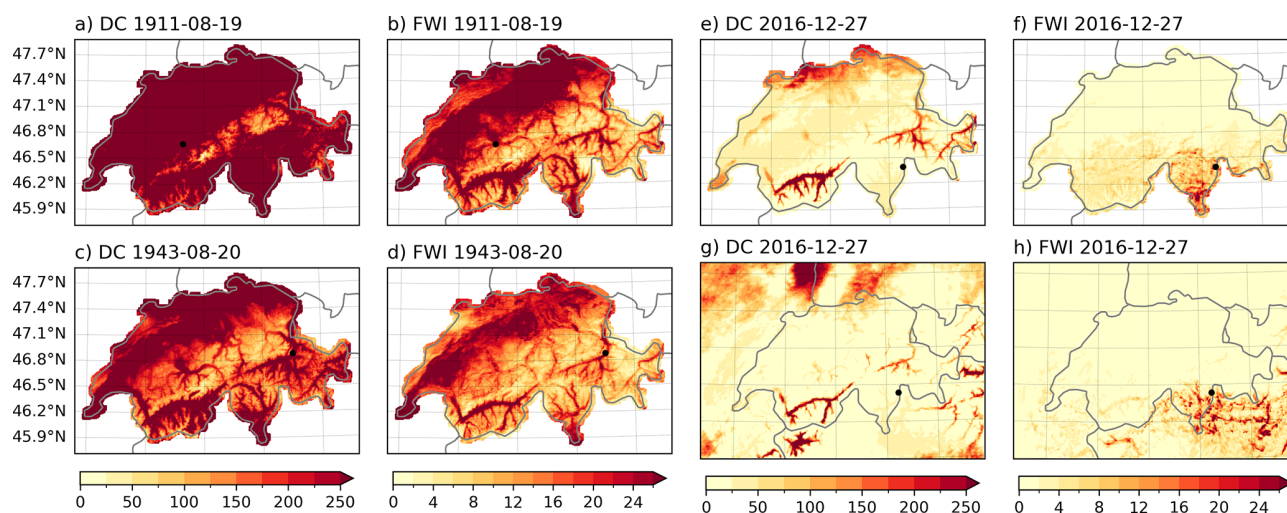 a) DC 1911-08-19
b) FWI 1911-08-19
e) DC 2016-12-27
f) FWI 2016-12-27
47.7°N
47.4°N
47.1°N
46.8°N
46.5°N
46.2°N
45.9°N
c) DC 1943-08-20
d) FWI 1943-08-20
g) DC 2016-12-27
h) FWI 2016-12-27
47.7°N
47.4°N
47.1°N
46.8°N
46.5°N
46.2°N
45.9°N
0 50 100 150 200 250
0 4 8 12 16 20 24
0 50 100 150 200 250
0 4 8 12 16 20 24